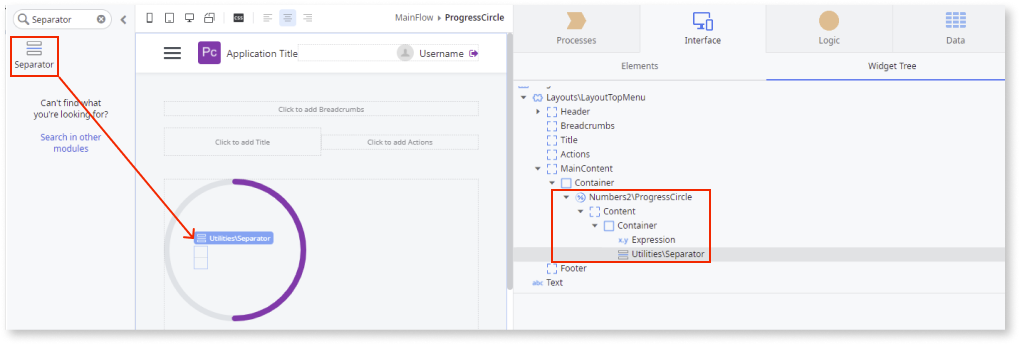 Separator
Separator
Can't find what
you're looking for?
Search in other
modules
CSS
MainFlow ▸ ProgressCircle
Pc
Application Title
Username
Click to add Breadcrumbs
Click to add Title
Click to add Actions
Utilities\Separator
Processes
Interface
Logic
Data
Elements
Widget Tree
Layouts\LayoutTopMenu
Header
Breadcrumbs
Title
Actions
MainContent
Container
Numbers2\ProgressCircle
Content
Container
x.y Expression
Utilities\Separator
Footer
abc Text